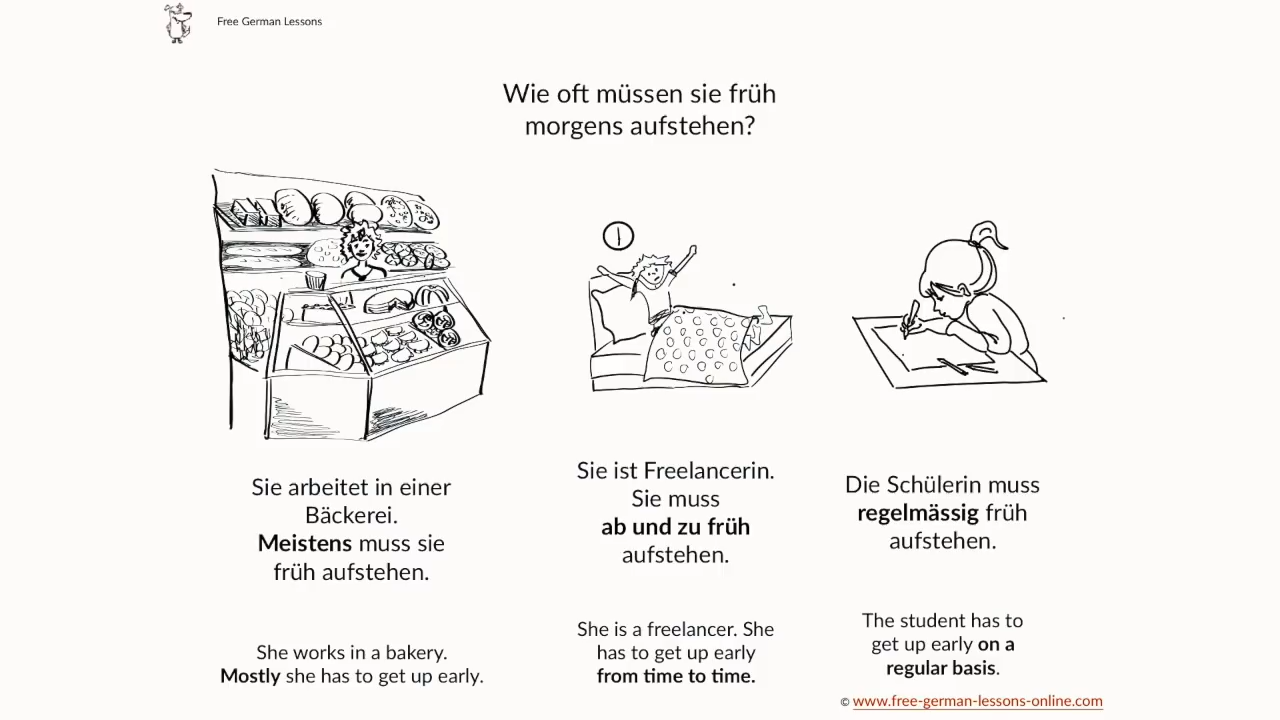 Free German Lessons
Wie oft müssen sie früh
morgens aufstehen?
Sie arbeitet in einer
Bäckerei.
Meistens muss sie
früh aufstehen.
She works in a bakery.
Mostly she has to get up early.
Sie ist Freelancerin.
Sie muss
ab und zu früh
aufstehen.
She is a freelancer. She
has to get up early
from time to time.
Die Schülerin muss
regelmässig früh
aufstehen.
The student has to
get up early on a
regular basis.
© www.free-german-lessons-online.com